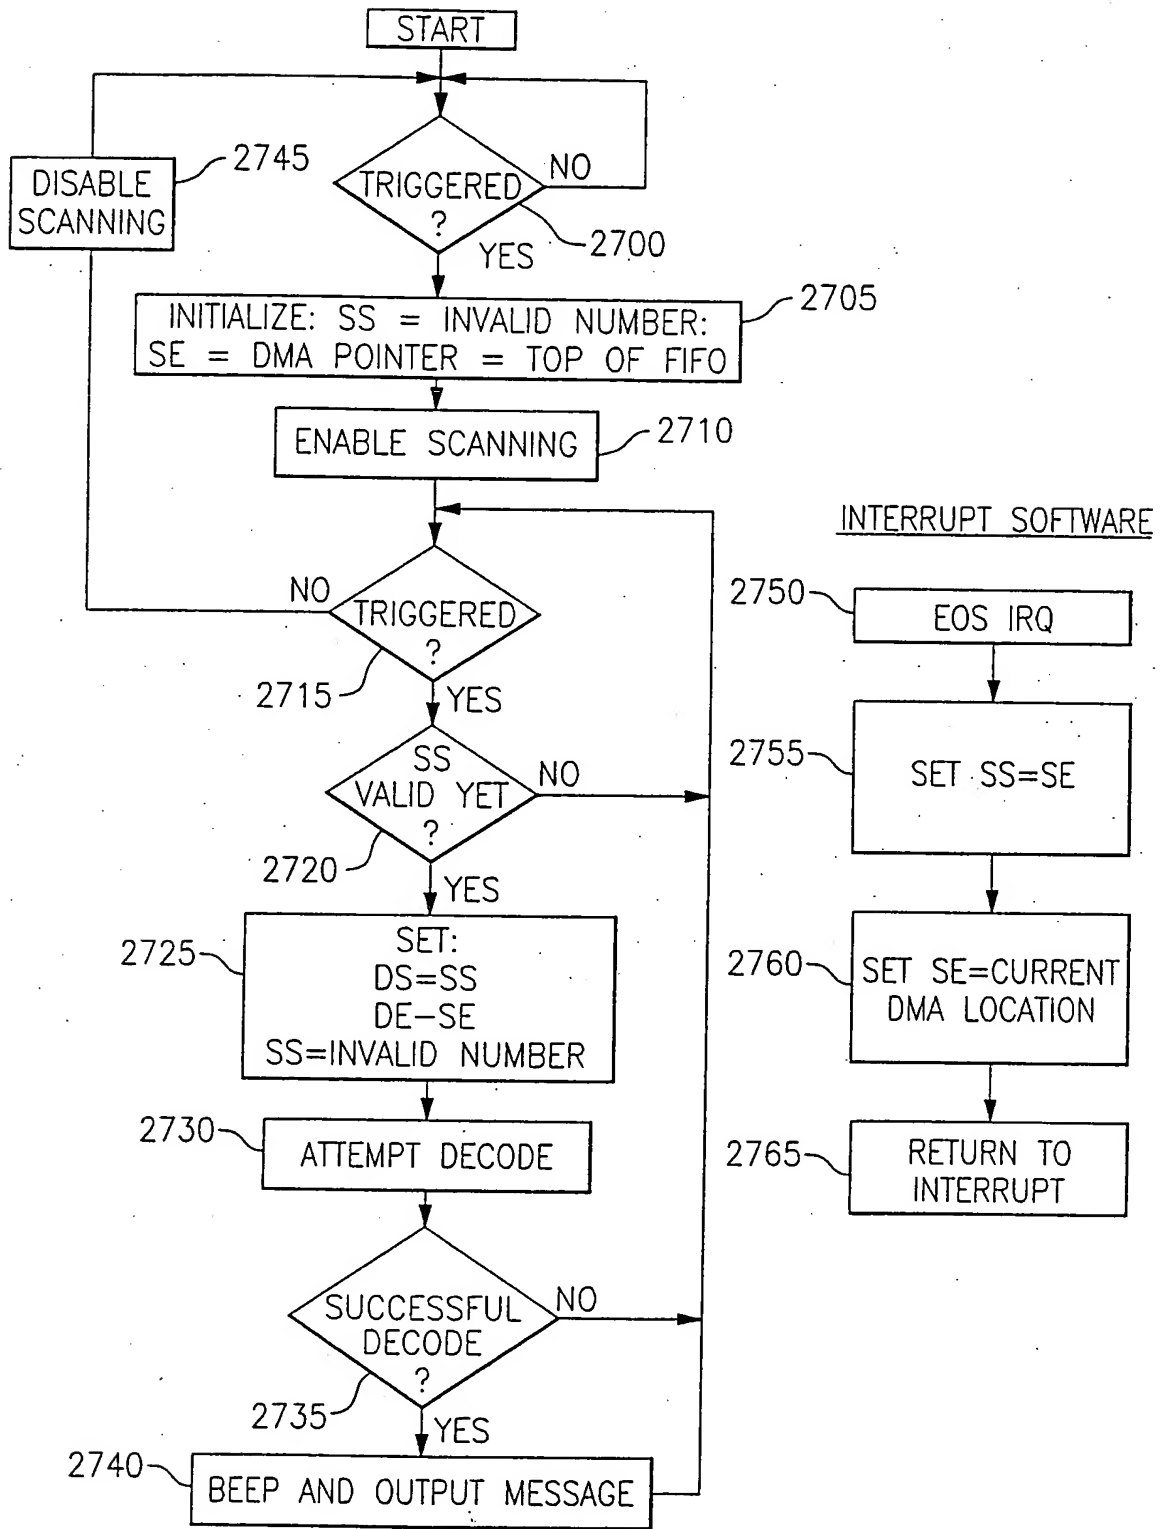 START
2745
DISABLE
SCANNING
NO
TRIGGERED
?
2700
YES
2705
INITIALIZE: SS = INVALID NUMBER:
SE = DMA POINTER = TOP OF FIFO
2710
ENABLE SCANNING
NO
TRIGGERED
?
2715
YES
SS
VALID YET
?
NO
2720
YES
2725
SET:
DS=SS
DE-SE
SS=INVALID NUMBER
2730
ATTEMPT DECODE
SUCCESSFUL
DECODE
?
NO
2735
YES
2740
BEEP AND OUTPUT MESSAGE
INTERRUPT SOFTWARE
2750
EOS IRQ
2755
SET SS=SE
2760
SET SE=CURRENT
DMA LOCATION
2765
RETURN TO
INTERRUPT